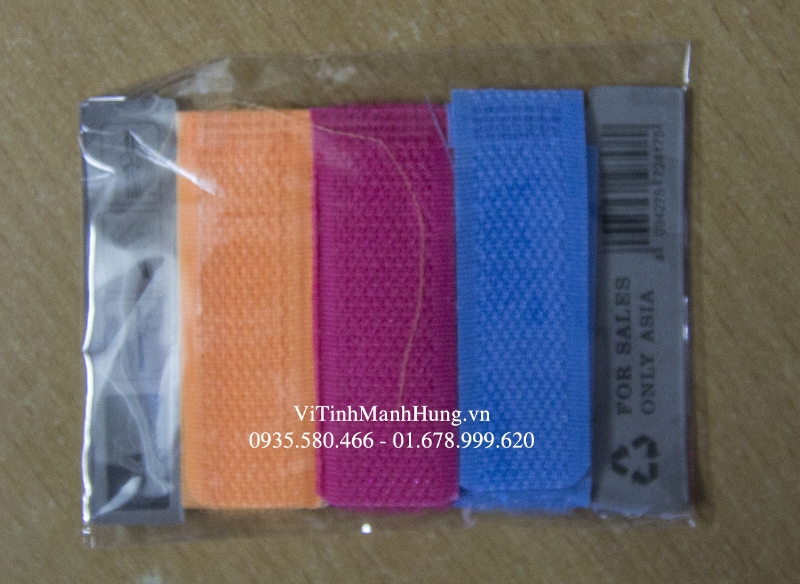 ViTinhManhHung.vn
0935.580.466 - 01.678.999.620
FOR SALES
ONLY ASIA